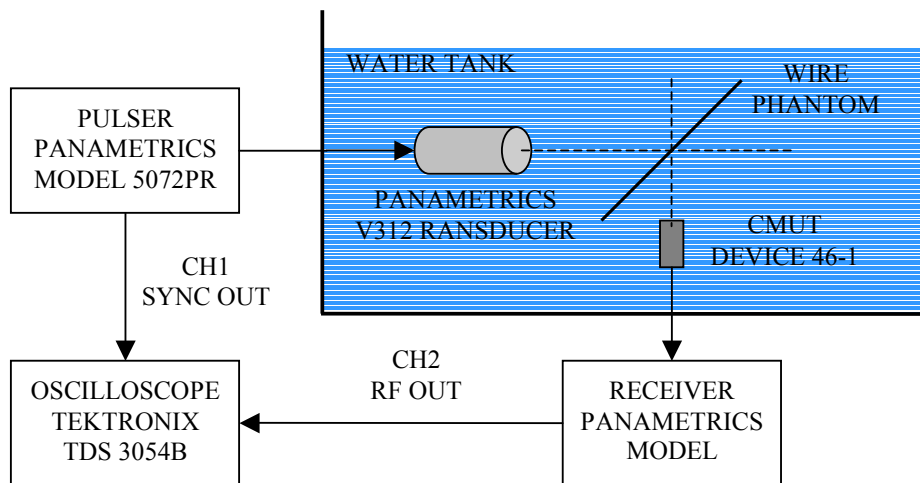 WATER TANK
WIRE
PHANTOM
PULSER
PANAMETRICS
MODEL 5072PR
PANAMETRICS
V312 RANSDUCER
CMUT
DEVICE 46-1
CH1
SYNC OUT
CH2
RF OUT
OSCILLOSCOPE
TEKTRONIX
TDS 3054B
RECEIVER
PANAMETRICS
MODEL